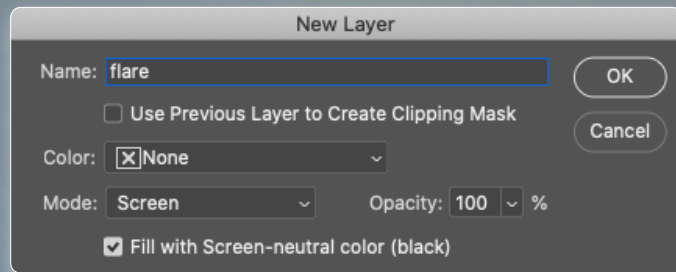 New Layer
Name: flare OK
Use Previous Layer to Create Clipping Mask
Cancel
Color: None
Mode: Screen Opacity: 100 %
Fill with Screen-neutral color (black)